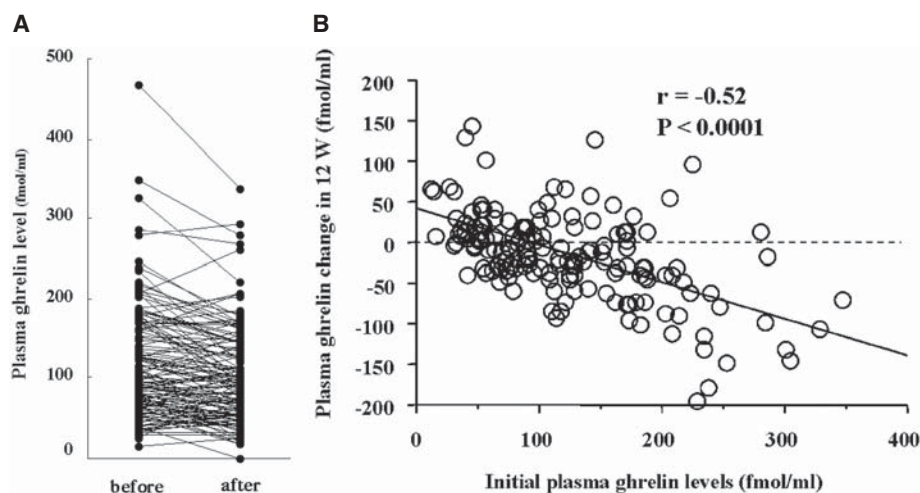 A
500
400
300
200
100
0
Plasma ghrelin level (fmol/ml)
before after
B
200
150
100
50
0
-50
-100
-150
-200
Plasma ghrelin change in 12 W (fmol/ml)
r = -0.52
P < 0.0001
0 100 200 300 400
Initial plasma ghrelin levels (fmol/ml)